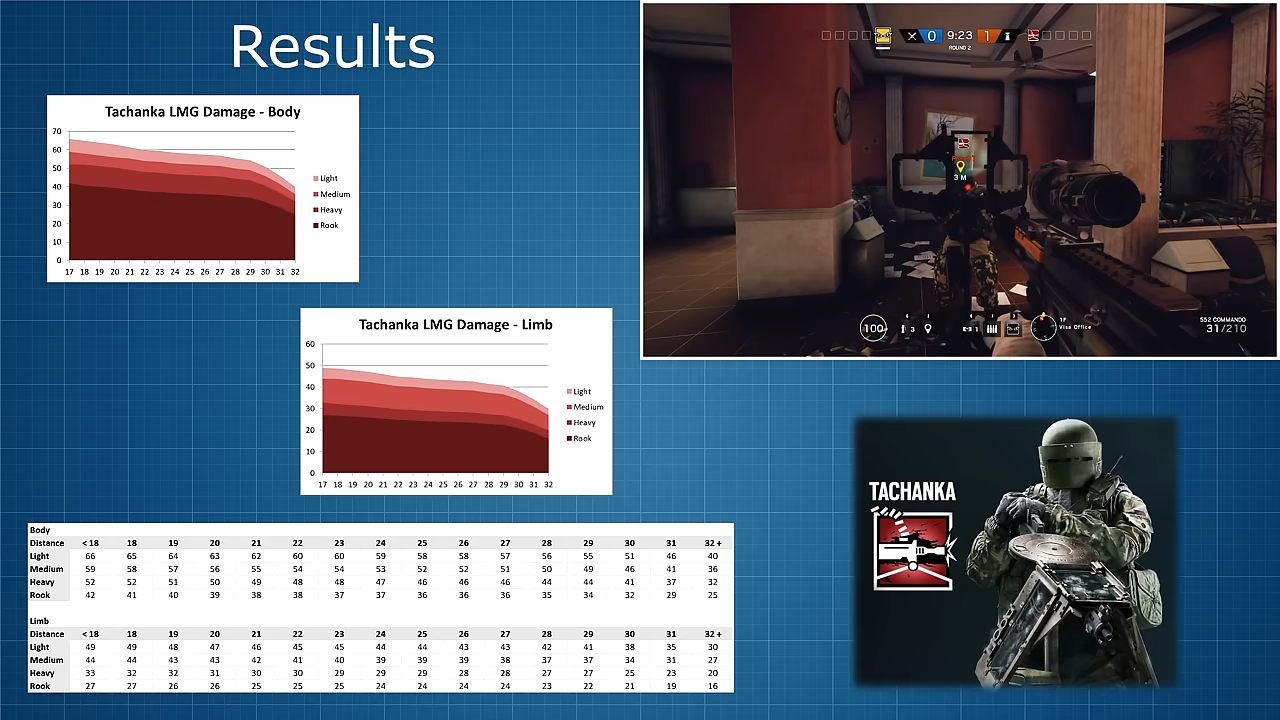 Results
Tachanka LMG Damage - Body
70
60
50
40
30
20
10
0
17 18 19 20 21 22 23 24 25 26 27 28 29 30 31 32
Light
Medium
Heavy
Rook
Tachanka LMG Damage - Limb
60
50
40
30
20
10
0
17 18 19 20 21 22 23 24 25 26 27 28 29 30 31 32
Light
Medium
Heavy
Rook
Body
Distance < 18 18 19 20 21 22 23 24 25 26 27 28 29 30 31 32 +
Light 66 65 64 63 62 60 60 59 58 58 57 56 55 51 46 40
Medium 59 58 57 56 55 54 54 53 52 52 51 50 49 46 41 36
Heavy 52 52 51 50 49 48 48 47 46 46 46 44 44 41 37 32
Rook 42 41 40 39 38 38 37 37 36 36 36 35 34 32 29 25
Limb
Distance < 18 18 19 20 21 22 23 24 25 26 27 28 29 30 31 32 +
Light 49 49 48 47 46 45 45 44 44 43 43 42 41 38 35 30
Medium 44 44 43 43 42 41 40 39 39 39 38 37 37 34 31 27
Heavy 33 32 32 31 30 30 29 29 29 28 28 27 27 25 23 20
Rook 27 27 26 26 25 25 25 24 24 24 24 23 22 21 19 16
0 9:23 1
ROUND 2
3 M
100
3
1
1F
Visa Office
552 COMMANDO
31/210
TACHANKA